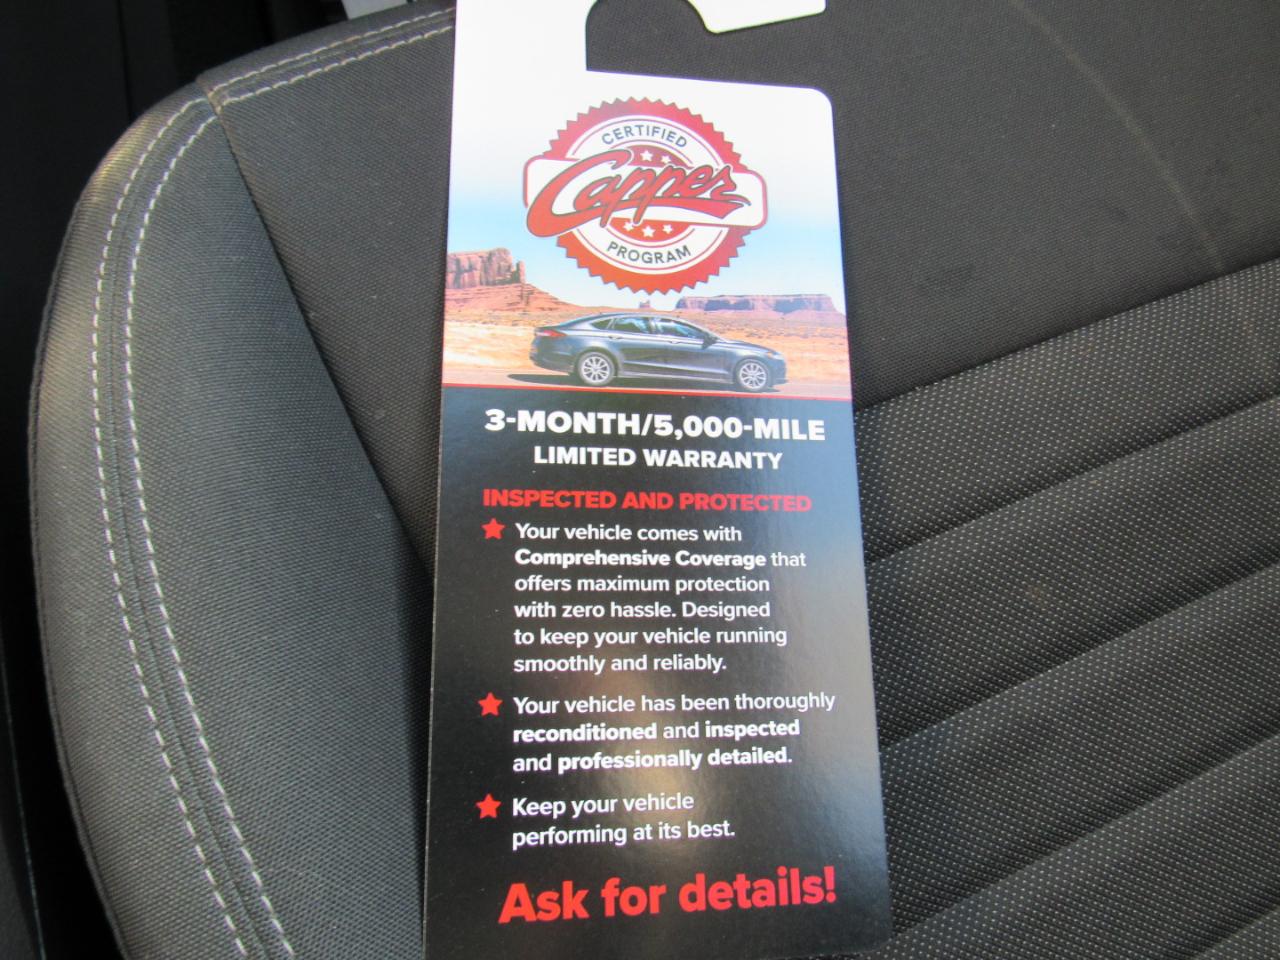 CERTIFIED
Capper
PROGRAM
3-MONTH/5,000-MILE
LIMITED WARRANTY
INSPECTED AND PROTECTED
Your vehicle comes with
Comprehensive Coverage that
offers maximum protection
with zero hassle. Designed
to keep your vehicle running
smoothly and reliably.
Your vehicle has been thoroughly
reconditioned and inspected
and professionally detailed.
Keep your vehicle
performing at its best.
Ask for details!